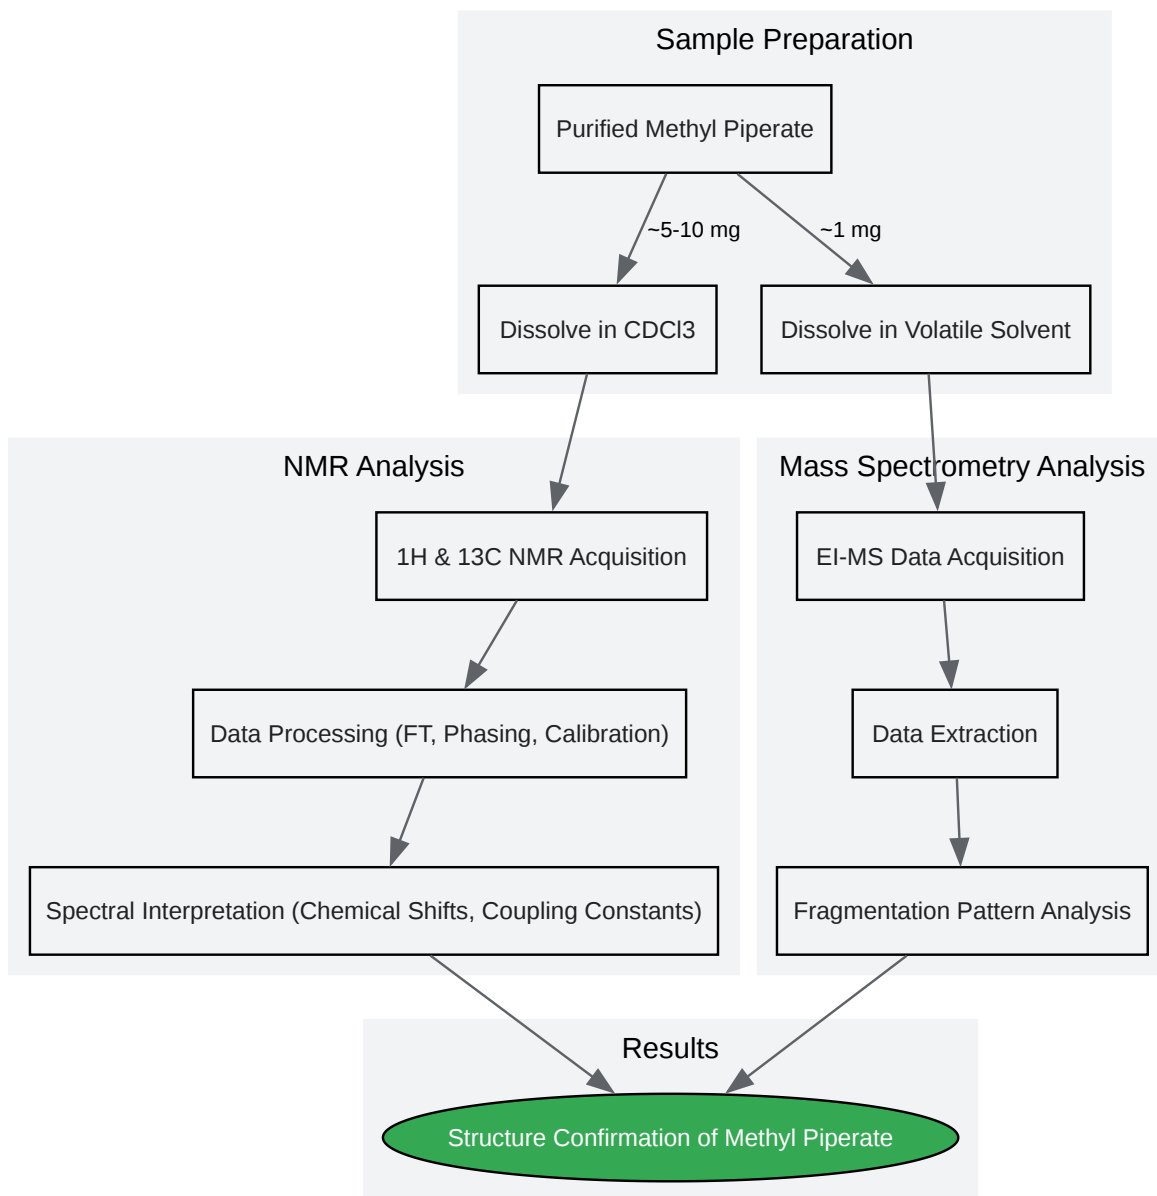 Sample Preparation
Purified Methyl Piperate
~5-10 mg
~1 mg
Dissolve in CDCl3
Dissolve in Volatile Solvent
NMR Analysis
Mass Spectrometry Analysis
1H & 13C NMR Acquisition
EI-MS Data Acquisition
Data Processing (FT, Phasing, Calibration)
Data Extraction
Spectral Interpretation (Chemical Shifts, Coupling Constants)
Fragmentation Pattern Analysis
Results
Structure Confirmation of Methyl Piperate